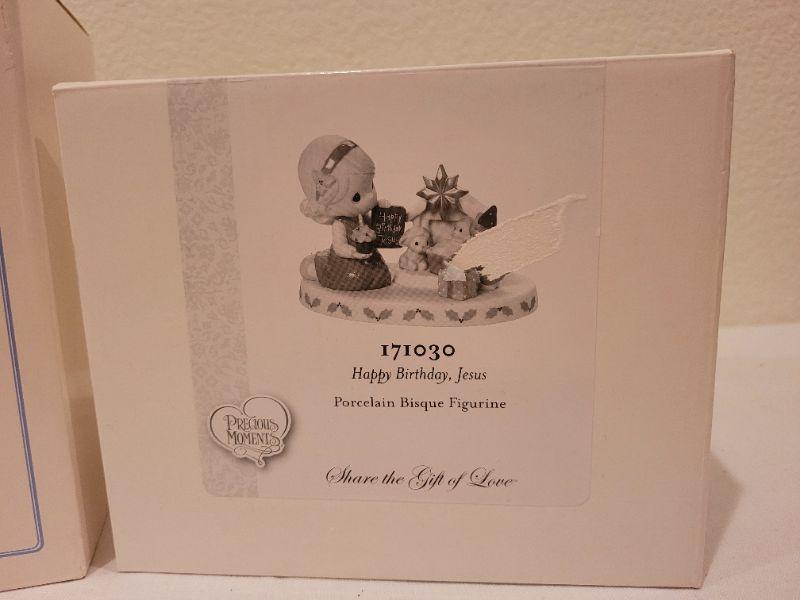 Happy
Birthday
Jesus
171030
Happy Birthday, Jesus
Porcelain Bisque Figurine
PRECIOUS
MOMENTS
Share the Gift of Love